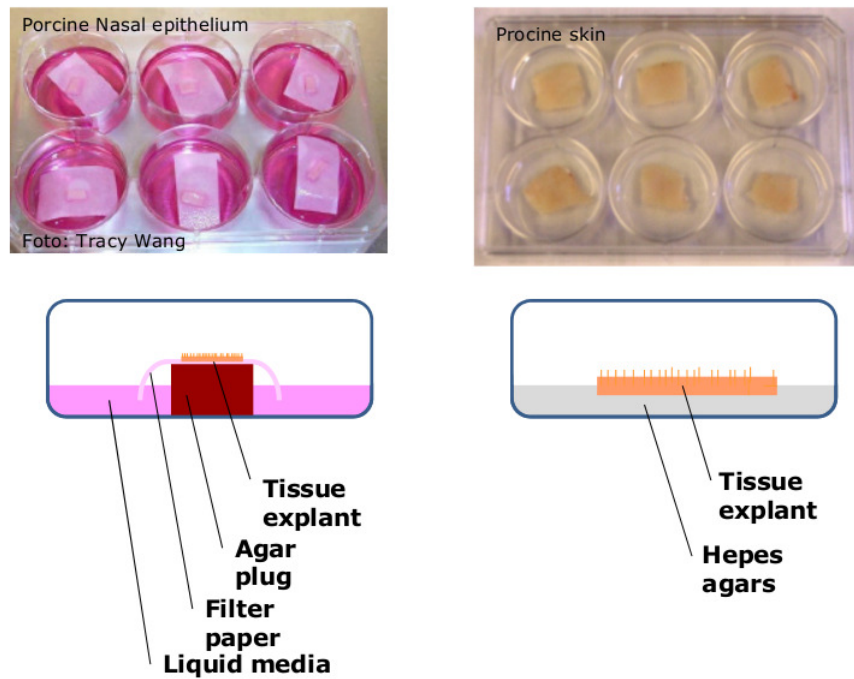 Porcine Nasal epithelium
Foto: Tracy Wang
Procine skin
Tissue
explant
Agar
plug
Filter
paper
Liquid media
Tissue
explant
Hepes
agars